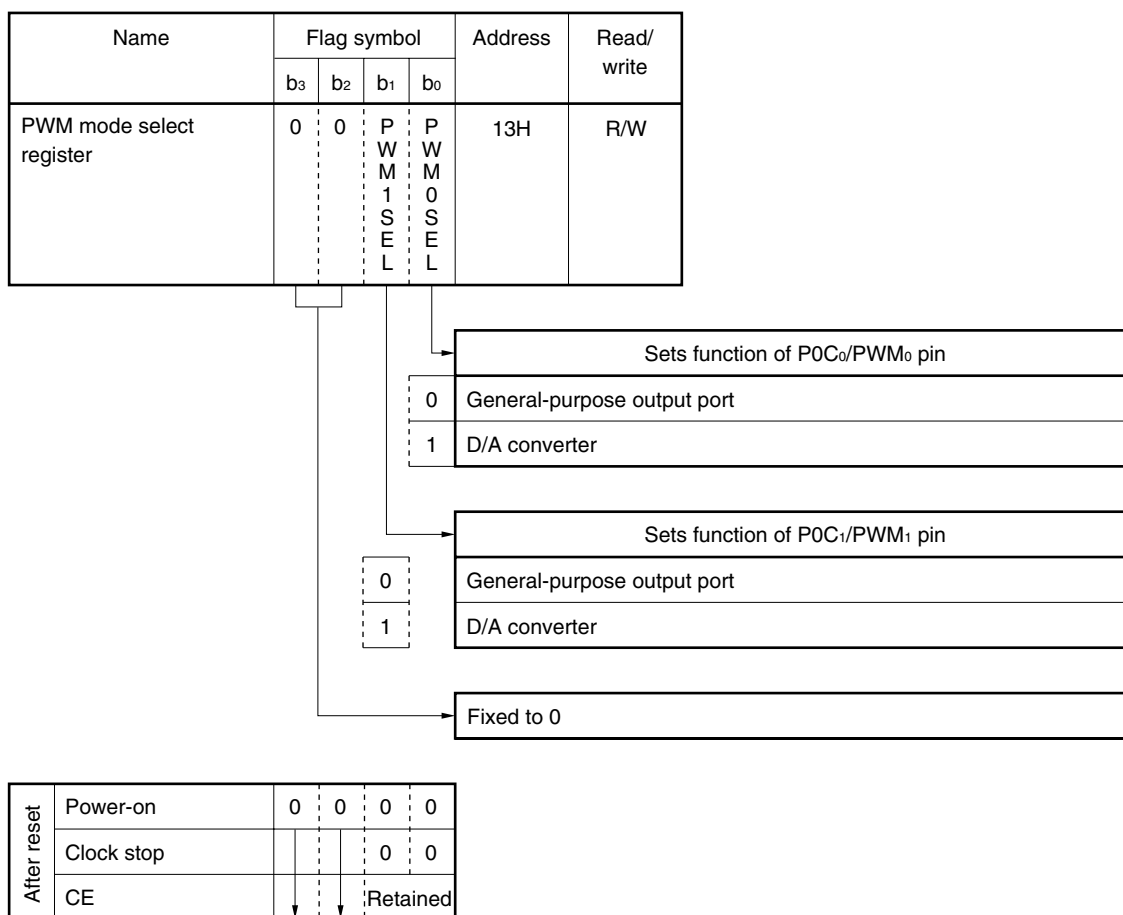 Name Flag symbol Address Read/write
b3 b2 b1 b0
PWM mode select register 0 0 PWM1SEL PWM0SEL 13H R/W
Sets function of P0C0/PWM0 pin
0 General-purpose output port
1 D/A converter
Sets function of P0C1/PWM1 pin
0 General-purpose output port
1 D/A converter
Fixed to 0
After reset
Power-on 0 0 0 0
Clock stop 0 0
CE Retained